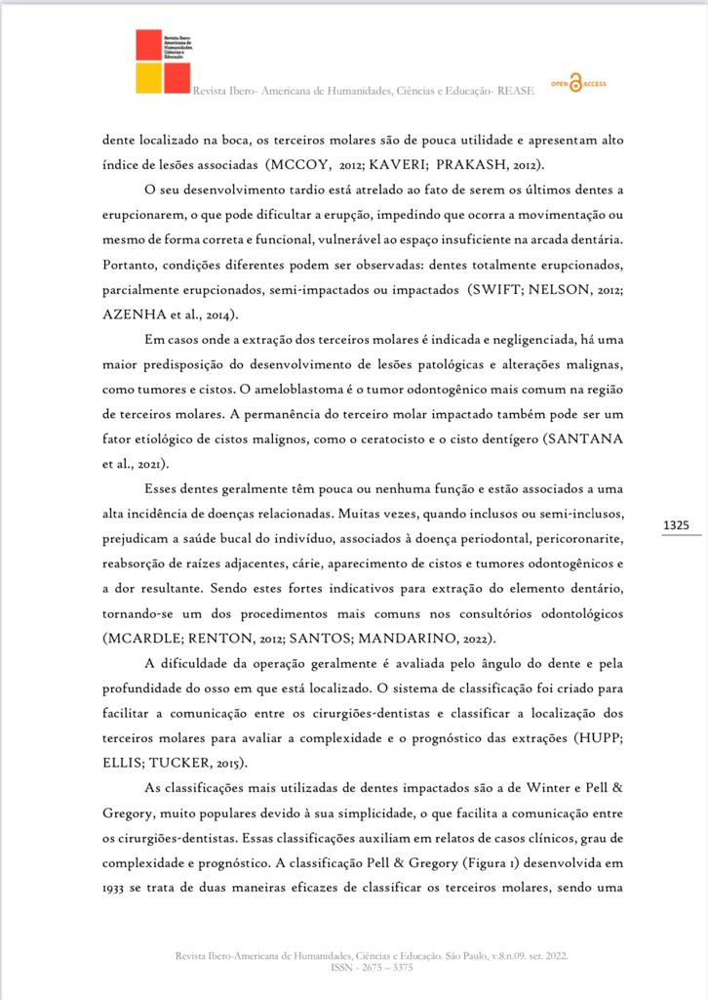 Revista Ibero-
Americana de
Humanidades,
Ciências e
Educação
Revista Ibero- Americana de Humanidades, Ciências e Educação- REASE
OPEN ACCESS
dente localizado na boca, os terceiros molares são de pouca utilidade e apresentam alto
índice de lesões associadas (MCCOY, 2012; KAVERI; PRAKASH, 2012).
O seu desenvolvimento tardio está atrelado ao fato de serem os últimos dentes a
erupcionarem, o que pode dificultar a erupção, impedindo que ocorra a movimentação ou
mesmo de forma correta e funcional, vulnerável ao espaço insuficiente na arcada dentária.
Portanto, condições diferentes podem ser observadas: dentes totalmente erupcionados,
parcialmente erupcionados, semi-impactados ou impactados (SWIFT; NELSON, 2012;
AZENHA et al., 2014).
Em casos onde a extração dos terceiros molares é indicada e negligenciada, há uma
maior predisposição do desenvolvimento de lesões patológicas e alterações malignas,
como tumores e cistos. O ameloblastoma é o tumor odontogênico mais comum na região
de terceiros molares. A permanência do terceiro molar impactado também pode ser um
fator etiológico de cistos malignos, como o ceratocisto e o cisto dentígero (SANTANA
et al., 2021).
Esses dentes geralmente têm pouca ou nenhuma função e estão associados a uma
alta incidência de doenças relacionadas. Muitas vezes, quando inclusos ou semi-inclusos,
prejudicam a saúde bucal do indivíduo, associados à doença periodontal, pericoronarite,
reabsorção de raízes adjacentes, cárie, aparecimento de cistos e tumores odontogênicos e
a dor resultante. Sendo estes fortes indicativos para extração do elemento dentário,
tornando-se um dos procedimentos mais comuns nos consultórios odontológicos
(MCARDLE; RENTON, 2012; SANTOS; MANDARINO, 2022).
1325
A dificuldade da operação geralmente é avaliada pelo ângulo do dente e pela
profundidade do osso em que está localizado. O sistema de classificação foi criado para
facilitar a comunicação entre os cirurgiões-dentistas e classificar a localização dos
terceiros molares para avaliar a complexidade e o prognóstico das extrações (HUPP;
ELLIS; TUCKER, 2015).
As classificações mais utilizadas de dentes impactados são a de Winter e Pell &
Gregory, muito populares devido à sua simplicidade, o que facilita a comunicação entre
os cirurgiões-dentistas. Essas classificações auxiliam em relatos de casos clínicos, grau de
complexidade e prognóstico. A classificação Pell & Gregory (Figura 1) desenvolvida em
1933 se trata de duas maneiras eficazes de classificar os terceiros molares, sendo uma
Revista Ibero-Americana de Humanidades, Ciências e Educação. São Paulo, v.8.n.09. set. 2022.
ISSN - 2675 – 3375